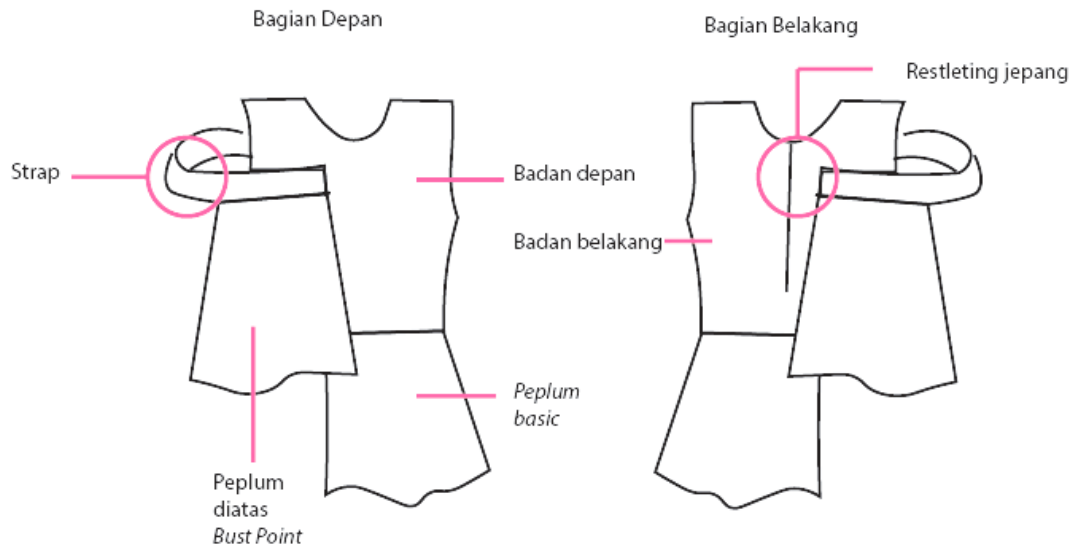 Bagian Depan
Bagian Belakang
Restleting jepang
Strap
Badan depan
Badan belakang
Peplum
basic
Peplum
diatas
Bust Point